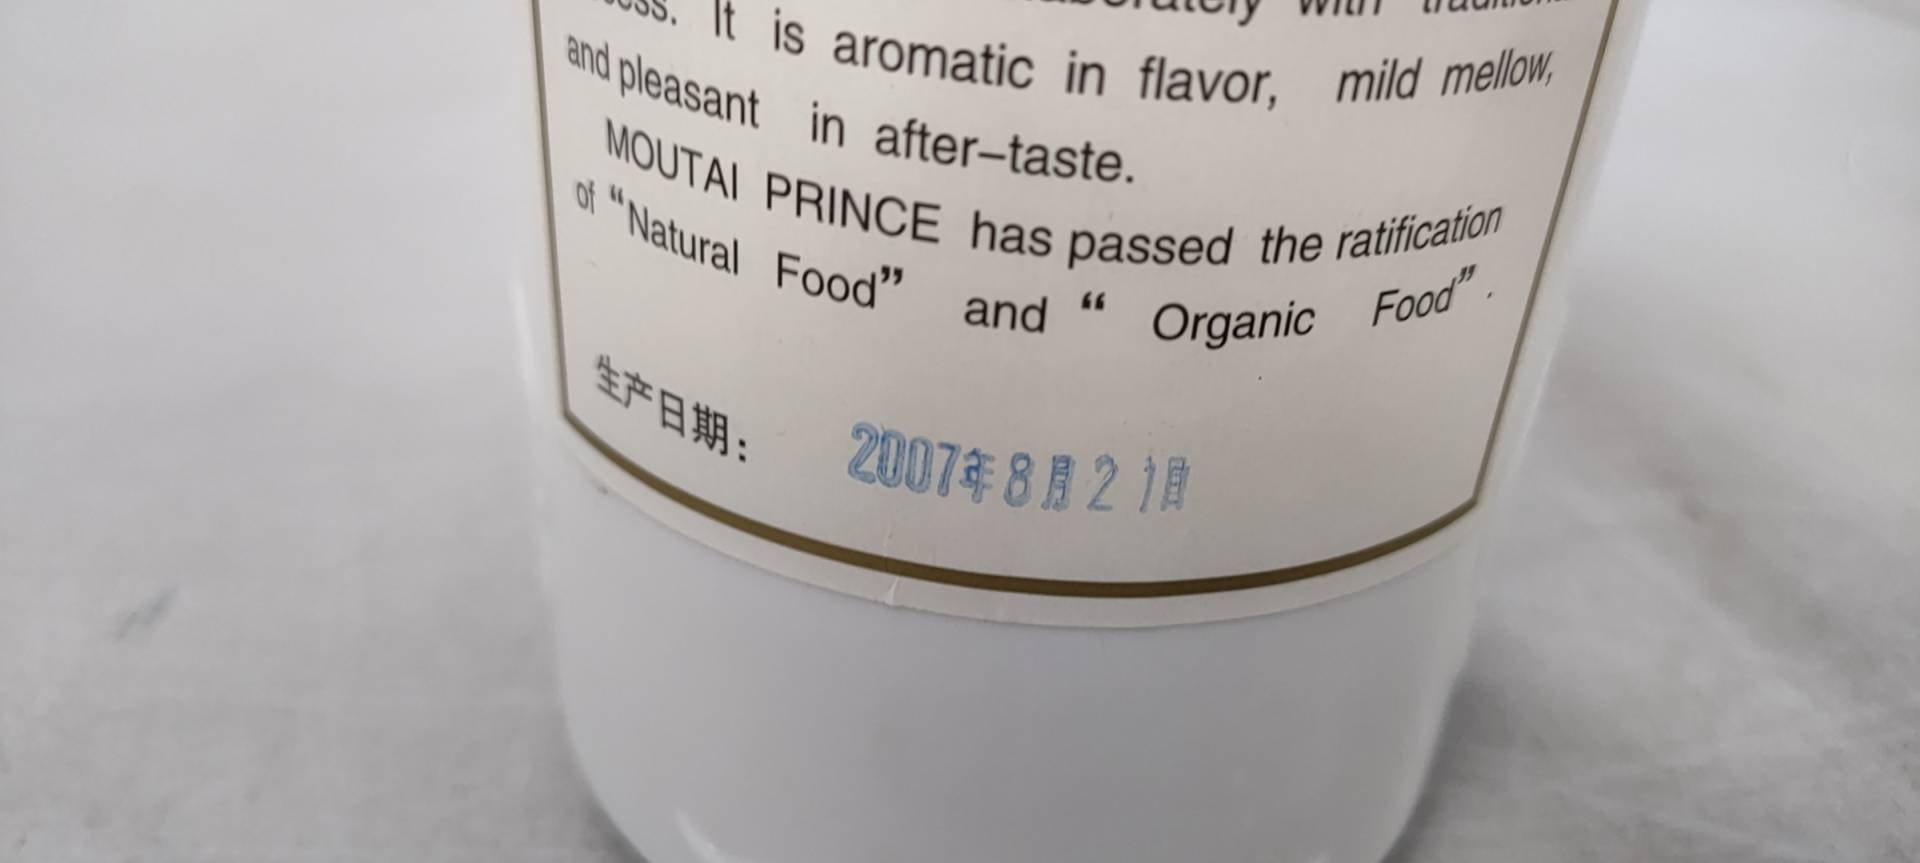 with
It is aromatic in flavor, mild mellow,
and pleasant in after–taste.
MOUTAI PRINCE has passed the ratification
of “Natural Food” and “ Organic Food”.
生产日期： 2007年8月21日